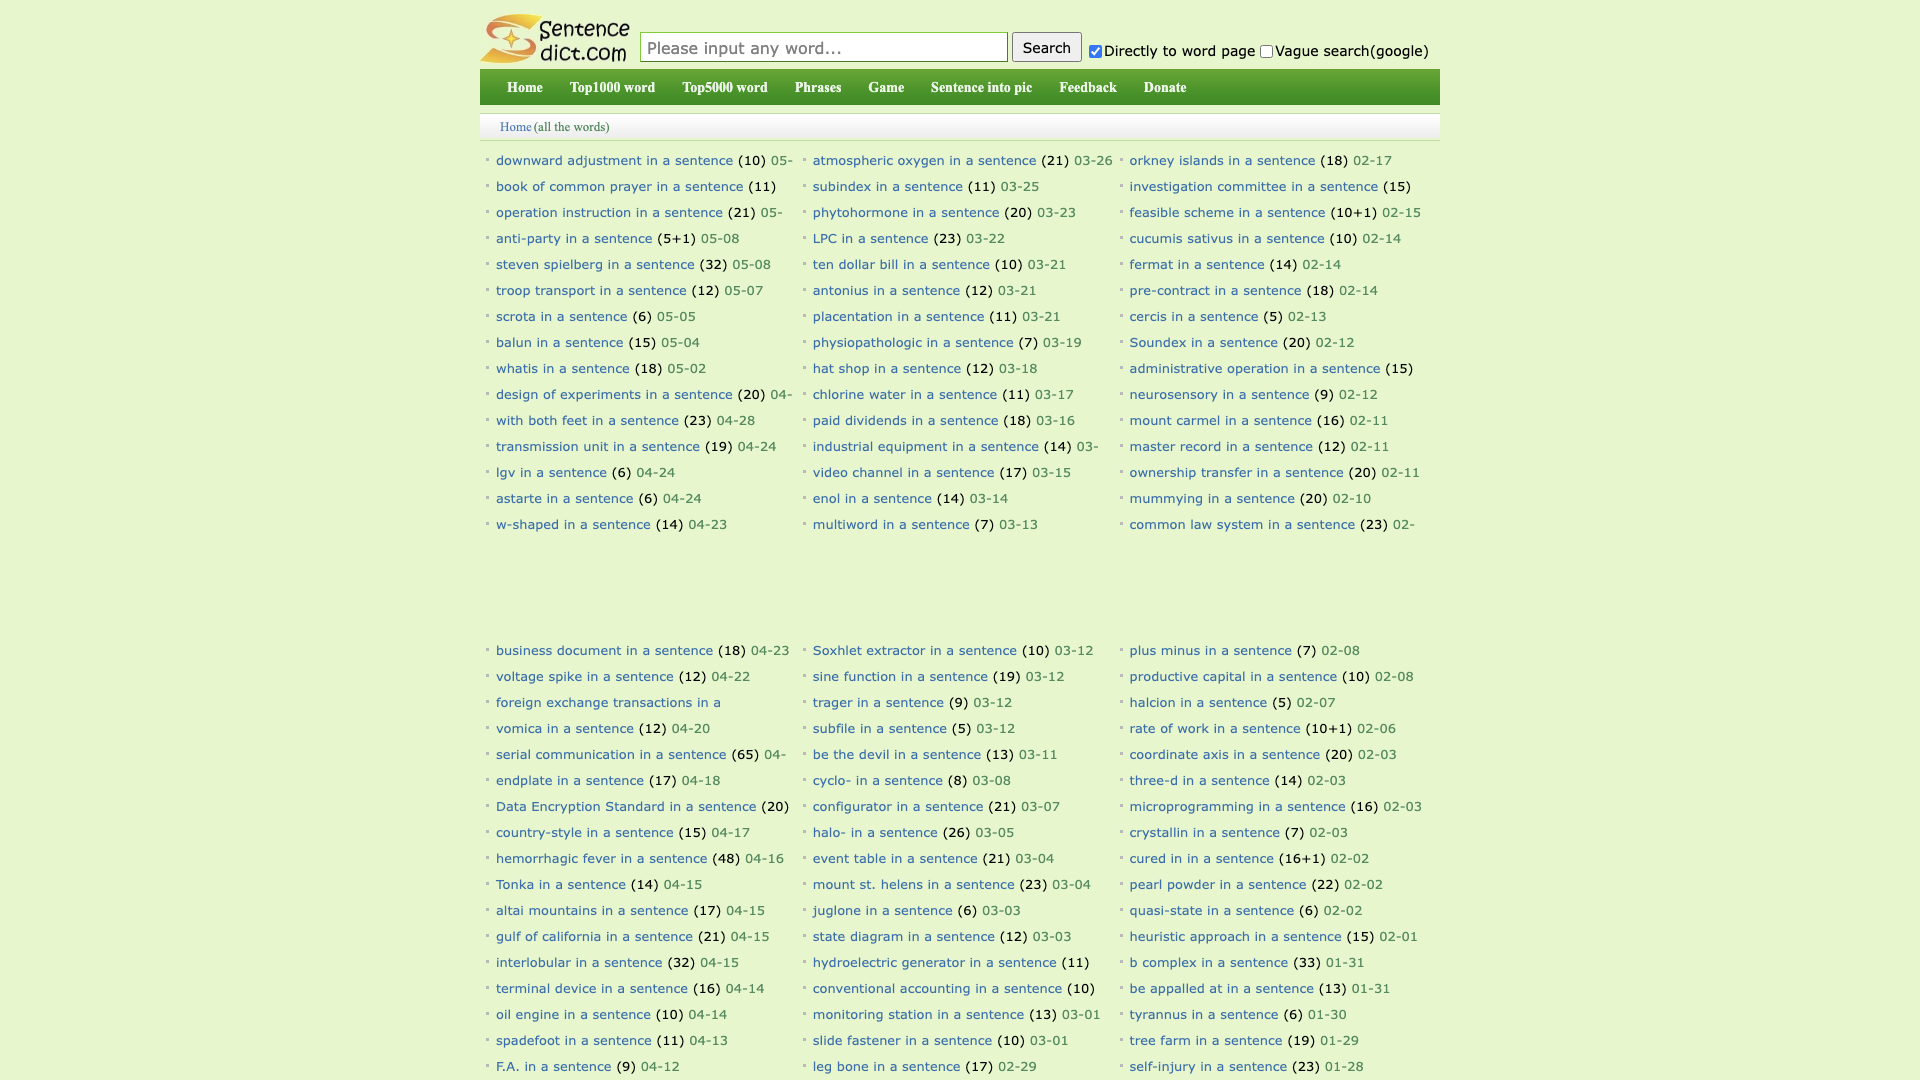 Sentence
dict.com
Please input any word...
Search
Directly to word page
Vague search(google)
Home
Top1000 word
Top5000 word
Phrases
Game
Sentence into pic
Feedback
Donate
Home(all the words)
downward adjustment in a sentence (10) 05-
book of common prayer in a sentence (11)
operation instruction in a sentence (21) 05-
anti-party in a sentence (5+1) 05-08
steven spielberg in a sentence (32) 05-08
troop transport in a sentence (12) 05-07
scrota in a sentence (6) 05-05
balun in a sentence (15) 05-04
whatis in a sentence (18) 05-02
design of experiments in a sentence (20) 04-
with both feet in a sentence (23) 04-28
transmission unit in a sentence (19) 04-24
lgv in a sentence (6) 04-24
astarte in a sentence (6) 04-24
w-shaped in a sentence (14) 04-23
atmospheric oxygen in a sentence (21) 03-26
subindex in a sentence (11) 03-25
phytohormone in a sentence (20) 03-23
LPC in a sentence (23) 03-22
ten dollar bill in a sentence (10) 03-21
antonius in a sentence (12) 03-21
placentation in a sentence (11) 03-21
physiopathologic in a sentence (7) 03-19
hat shop in a sentence (12) 03-18
chlorine water in a sentence (11) 03-17
paid dividends in a sentence (18) 03-16
industrial equipment in a sentence (14) 03-
video channel in a sentence (17) 03-15
enol in a sentence (14) 03-14
multiword in a sentence (7) 03-13
orkney islands in a sentence (18) 02-17
investigation committee in a sentence (15)
feasible scheme in a sentence (10+1) 02-15
cucumis sativus in a sentence (10) 02-14
fermat in a sentence (14) 02-14
pre-contract in a sentence (18) 02-14
cercis in a sentence (5) 02-13
Soundex in a sentence (20) 02-12
administrative operation in a sentence (15)
neurosensory in a sentence (9) 02-12
mount carmel in a sentence (16) 02-11
master record in a sentence (12) 02-11
ownership transfer in a sentence (20) 02-11
mummying in a sentence (20) 02-10
common law system in a sentence (23) 02-
business document in a sentence (18) 04-23
voltage spike in a sentence (12) 04-22
foreign exchange transactions in a
vomica in a sentence (12) 04-20
serial communication in a sentence (65) 04-
endplate in a sentence (17) 04-18
Data Encryption Standard in a sentence (20)
country-style in a sentence (15) 04-17
hemorrhagic fever in a sentence (48) 04-16
Tonka in a sentence (14) 04-15
altai mountains in a sentence (17) 04-15
gulf of california in a sentence (21) 04-15
interlobular in a sentence (32) 04-15
terminal device in a sentence (16) 04-14
oil engine in a sentence (10) 04-14
spadefoot in a sentence (11) 04-13
F.A. in a sentence (9) 04-12
Soxhlet extractor in a sentence (10) 03-12
sine function in a sentence (19) 03-12
trager in a sentence (9) 03-12
subfile in a sentence (5) 03-12
be the devil in a sentence (13) 03-11
cyclo- in a sentence (8) 03-08
configurator in a sentence (21) 03-07
halo- in a sentence (26) 03-05
event table in a sentence (21) 03-04
mount st. helens in a sentence (23) 03-04
juglone in a sentence (6) 03-03
state diagram in a sentence (12) 03-03
hydroelectric generator in a sentence (11)
conventional accounting in a sentence (10)
monitoring station in a sentence (13) 03-01
slide fastener in a sentence (10) 03-01
leg bone in a sentence (17) 02-29
plus minus in a sentence (7) 02-08
productive capital in a sentence (10) 02-08
halcion in a sentence (5) 02-07
rate of work in a sentence (10+1) 02-06
coordinate axis in a sentence (20) 02-03
three-d in a sentence (14) 02-03
microprogramming in a sentence (16) 02-03
crystallin in a sentence (7) 02-03
cured in in a sentence (16+1) 02-02
pearl powder in a sentence (22) 02-02
quasi-state in a sentence (6) 02-02
heuristic approach in a sentence (15) 02-01
b complex in a sentence (33) 01-31
be appalled at in a sentence (13) 01-31
tyrannus in a sentence (6) 01-30
tree farm in a sentence (19) 01-29
self-injury in a sentence (23) 01-28